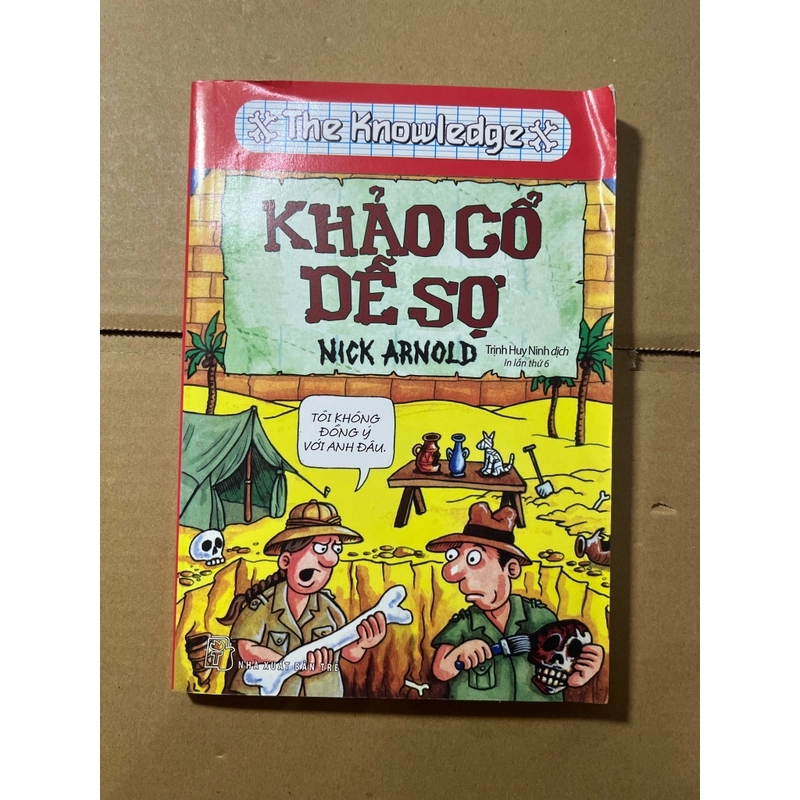 The Knowledge
KHẢO CỔ
DỄ SỢ
NICK ARNOLD
Trịnh Huy Ninh dịch
In lần thứ 6
TÔI KHÔNG
ĐỒNG Ý
VỚI ANH ĐÂU.
NHÀ XUẤT BẢN TRẺ